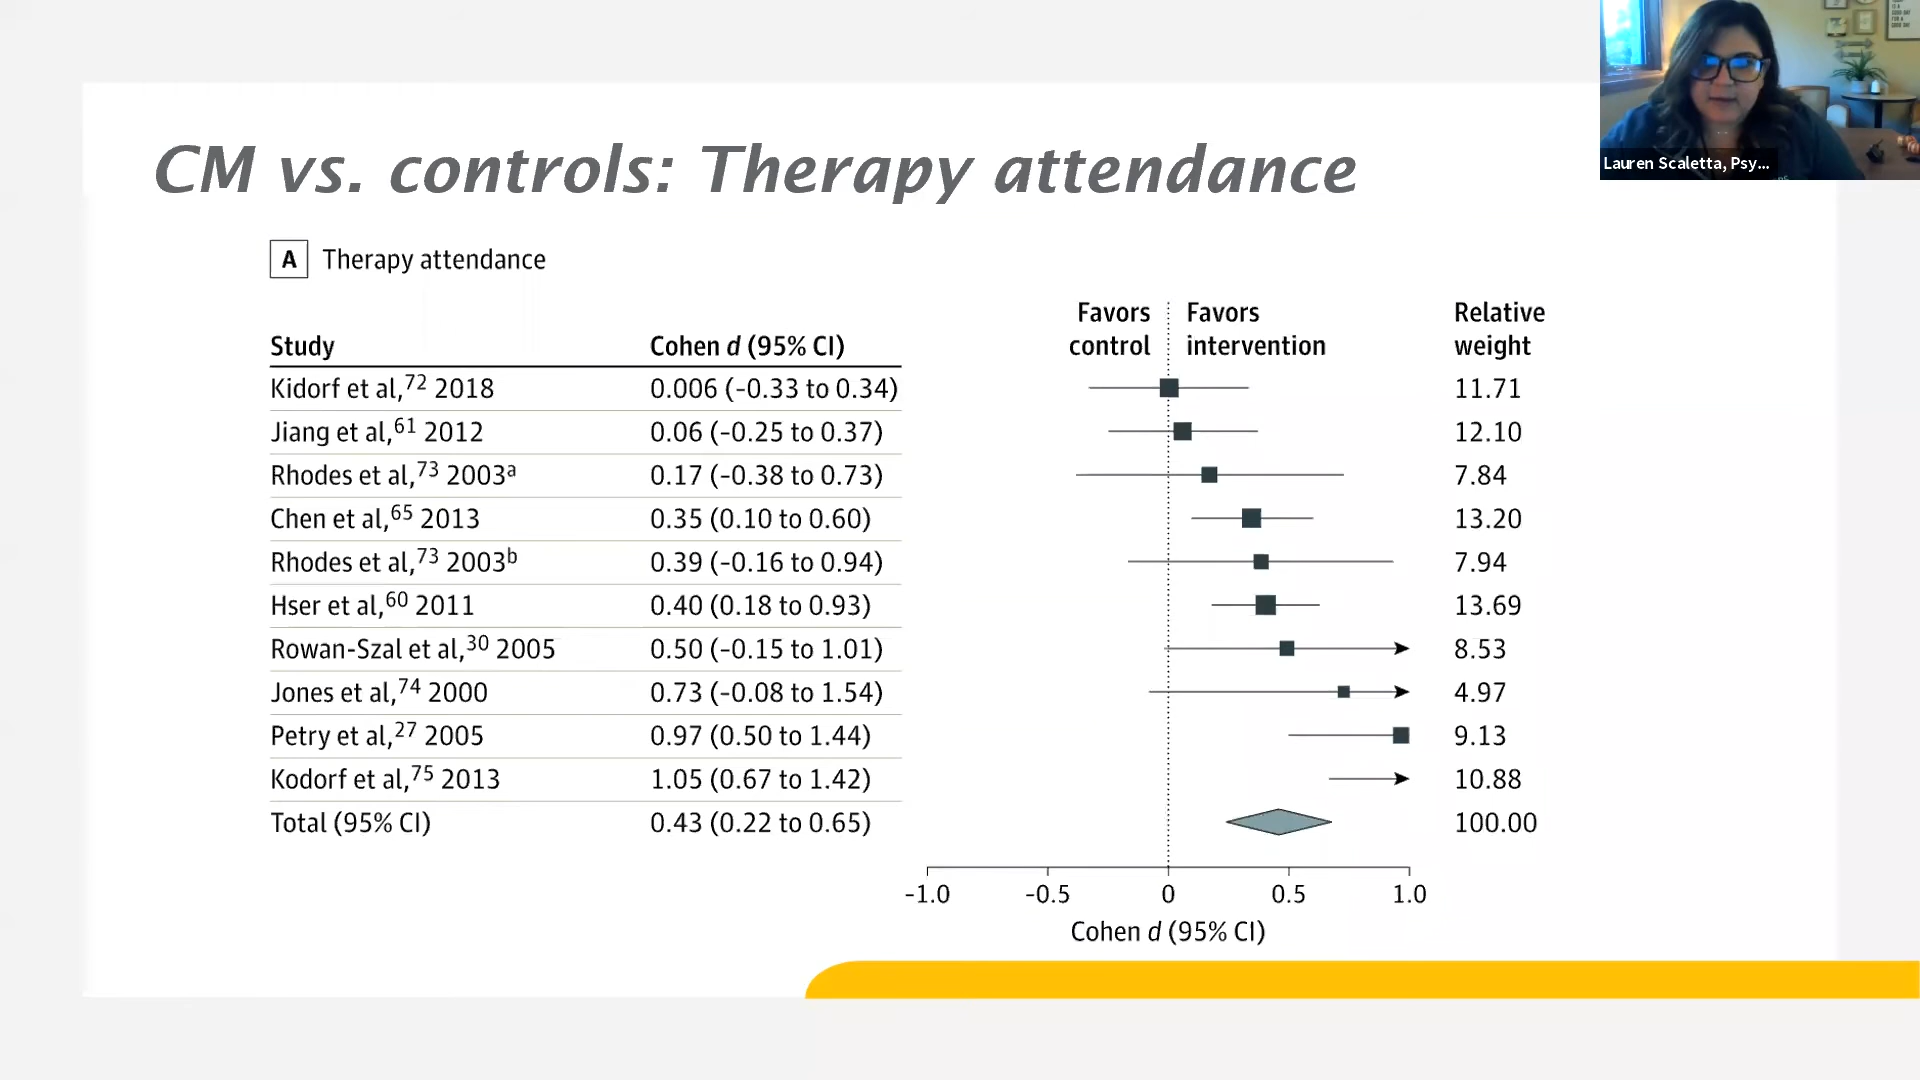 CM vs. controls: Therapy attendance
Lauren Scaletta, Psy...
A Therapy attendance
Study Cohen d (95% CI) Favors control Favors intervention Relative weight
Kidorf et al,72 2018 0.006 (-0.33 to 0.34) 11.71
Jiang et al,61 2012 0.06 (-0.25 to 0.37) 12.10
Rhodes et al,73 2003a 0.17 (-0.38 to 0.73) 7.84
Chen et al,65 2013 0.35 (0.10 to 0.60) 13.20
Rhodes et al,73 2003b 0.39 (-0.16 to 0.94) 7.94
Hser et al,60 2011 0.40 (0.18 to 0.93) 13.69
Rowan-Szal et al,30 2005 0.50 (-0.15 to 1.01) 8.53
Jones et al,74 2000 0.73 (-0.08 to 1.54) 4.97
Petry et al,27 2005 0.97 (0.50 to 1.44) 9.13
Kodorf et al,75 2013 1.05 (0.67 to 1.42) 10.88
Total (95% CI) 0.43 (0.22 to 0.65) 100.00
-1.0 -0.5 0 0.5 1.0
Cohen d (95% CI)